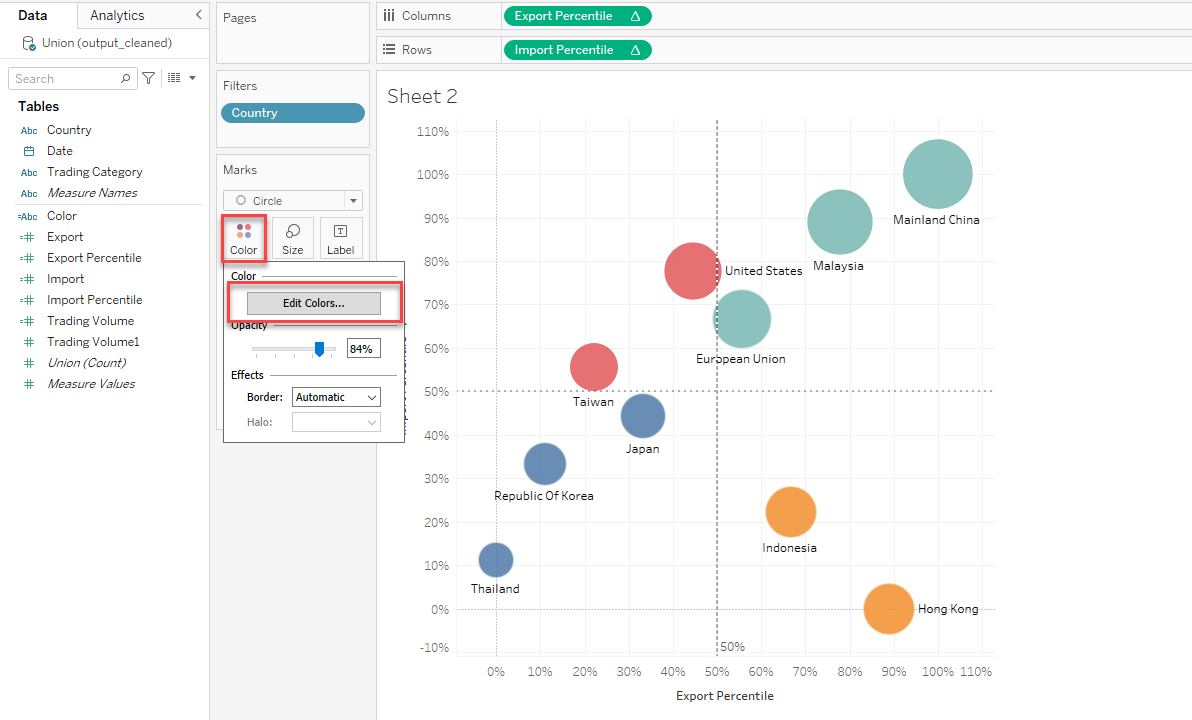 Data
Analytics
Union (output_cleaned)
Search
Tables
Abc Country
Date
Abc Trading Category
Abc Measure Names
=Abc Color
=# Export
=# Export Percentile
=# Import
=# Import Percentile
=# Trading Volume
# Trading Volume1
# Union (Count)
# Measure Values
Pages
Filters
Country
Marks
Circle
Color
Size
T
Label
Color
Edit Colors...
Opacity
84%
Effects
Border:
Automatic
Halo:
Columns
Export Percentile
Rows
Import Percentile
Sheet 2
110%
100%
90%
80%
70%
60%
50%
40%
30%
20%
10%
0%
-10%
Mainland China
Malaysia
United States
European Union
Taiwan
Japan
Republic Of Korea
Indonesia
Thailand
Hong Kong
50%
0% 10% 20% 30% 40% 50% 60% 70% 80% 90% 100% 110%
Export Percentile